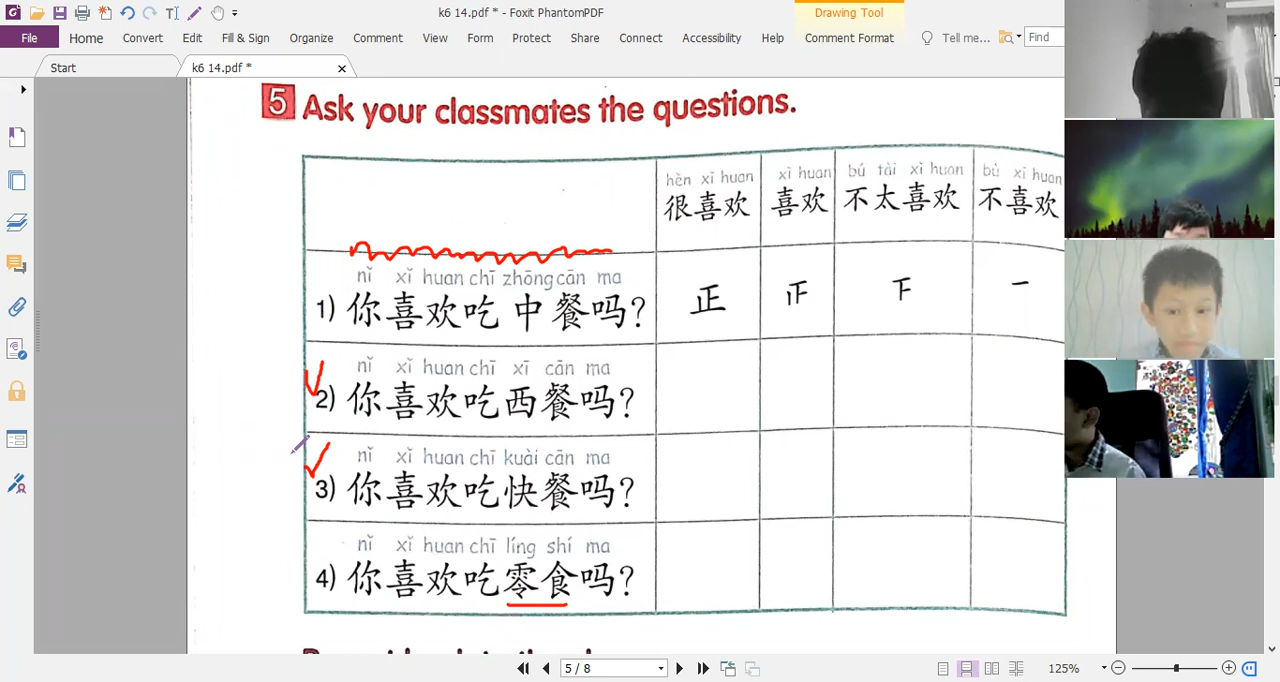 k6 14.pdf * - Foxit PhantomPDF
Drawing Tool
File Home Convert Edit Fill & Sign Organize Comment View Form Protect Share Connect Accessibility Help Comment Format Tell me... Find
Start k6 14.pdf *
5 Ask your classmates the questions.
hěn xǐ huan xǐ huan bú tài xǐ huan bù xǐ huan
很喜欢 喜欢 不太喜欢 不喜欢
nǐ xǐ huan chī zhōng cān ma
1) 你喜欢吃中餐吗? 正
nǐ xǐ huan chī xī cān ma
2) 你喜欢吃西餐吗?
nǐ xǐ huan chī kuài cān ma
3) 你喜欢吃快餐吗?
nǐ xǐ huan chī líng shí ma
4) 你喜欢吃零食吗?
5 / 8
125%